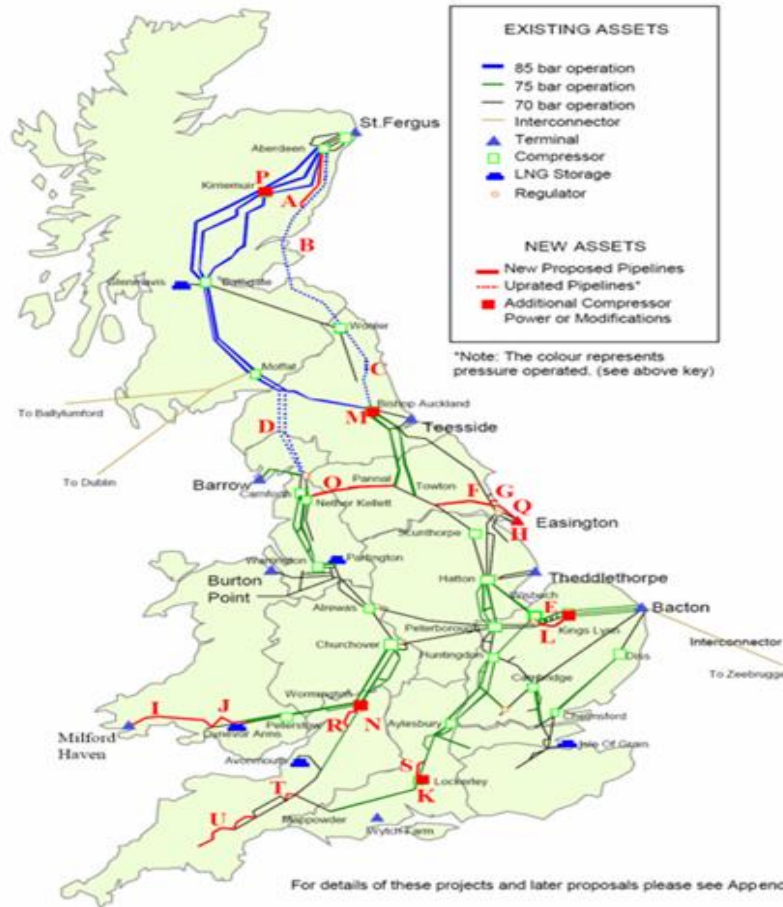 EXISTING ASSETS
85 bar operation
75 bar operation
70 bar operation
Interconnector
Terminal
Compressor
LNG Storage
Regulator
NEW ASSETS
New Proposed Pipelines
Uprated Pipelines*
Additional Compressor
Power or Modifications
*Note: The colour represents
pressure operated. (see above key)
St.Fergus
Aberdeen
P
Kirriemuir
A
B
Glenmavis
Bathgate
Wooler
C
Moffat
To Ballylumford
Bishop Auckland
M
D
Teesside
To Dublin
Barrow
O
Pannal
Carnforth
Nether Kellett
Towton
F
G
Q
Easington
H
Scunthorpe
Warrington
Partington
Burton
Point
Hatton
Theddlethorpe
Wisbech
E
Bacton
Alrewas
Peterborough
L
Kings Lynn
Interconnector
Churchover
Huntingdon
Diss
To Zeebrugge
Cambridge
Wormington
I
J
Milford
Haven
Dynevor Arms
Peterstow
R
N
Aylesbury
Chelmsford
Avonmouth
Isle Of Grain
S
T
K
Lockerley
U
Mappowder
Wytch Farm
For details of these projects and later proposals please see Append